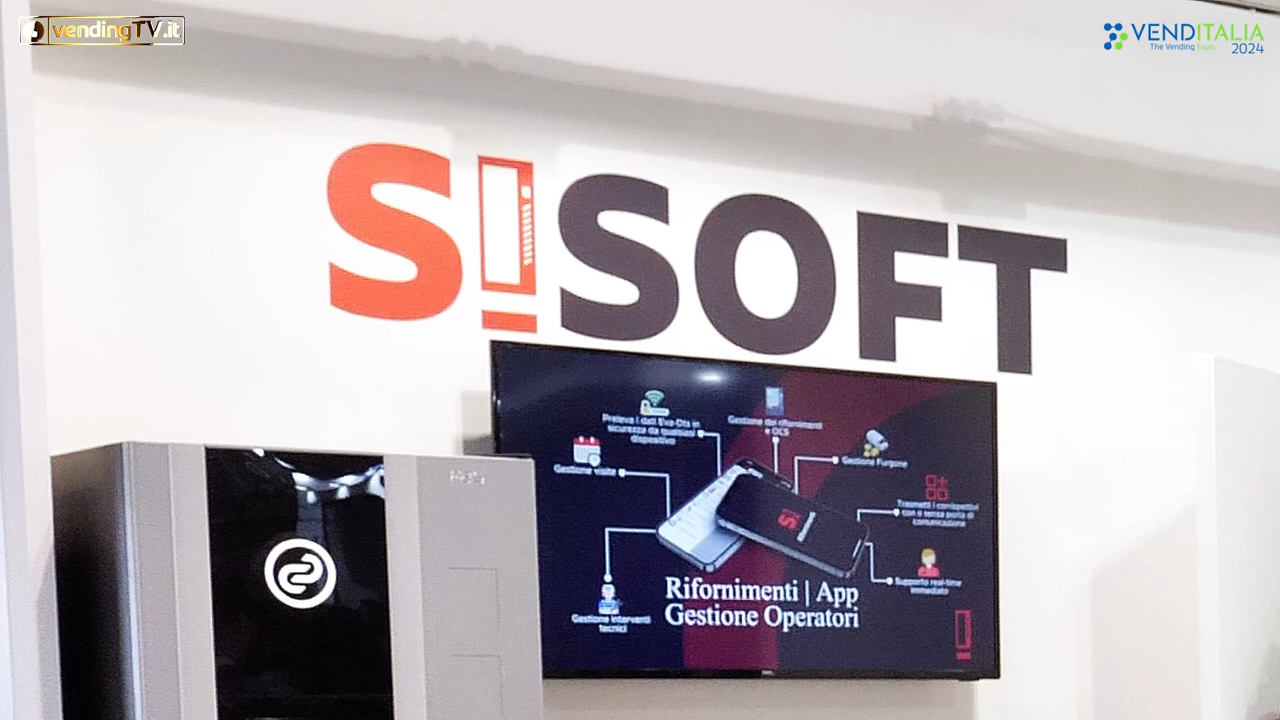 vendingTV.it
VENDITALIA
The Vending Expo
2024
S!SOFT
Preleva i dati Eva-Dts in
sicurezza da qualsiasi
dispositivo
Gestione dei rifornimenti
e OCS
Gestione visite
Gestione Furgone
Trasmetti i corrispettivi
con o senza porta di
comunicazione
Supporto real-time
immediato
Gestione interventi
tecnici
Rifornimenti | App
Gestione Operatori